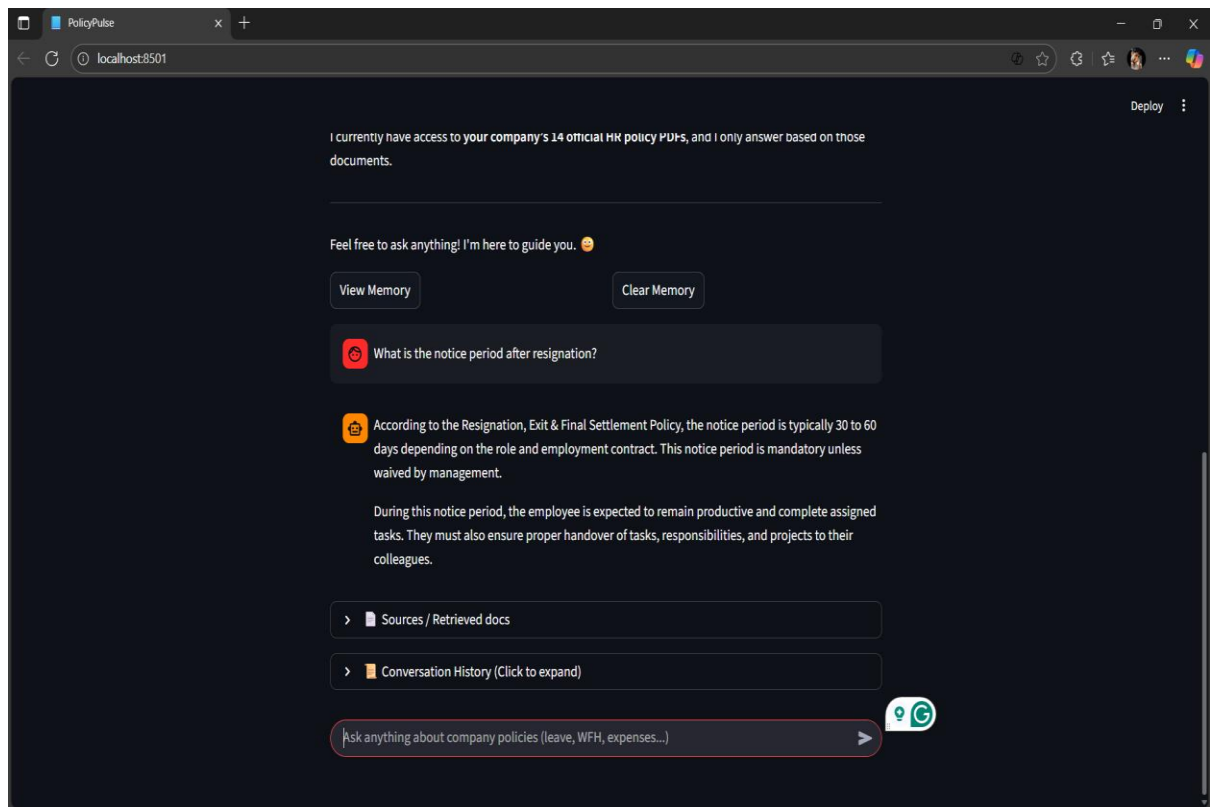 PolicyPulse
localhost:8501
Deploy
I currently have access to your company's 14 official HR policy PDFs, and I only answer based on those
documents.
Feel free to ask anything! I'm here to guide you.
View Memory
Clear Memory
What is the notice period after resignation?
According to the Resignation, Exit & Final Settlement Policy, the notice period is typically 30 to 60
days depending on the role and employment contract. This notice period is mandatory unless
waived by management.
During this notice period, the employee is expected to remain productive and complete assigned
tasks. They must also ensure proper handover of tasks, responsibilities, and projects to their
colleagues.
Sources / Retrieved docs
Conversation History (Click to expand)
Ask anything about company policies (leave, WFH, expenses...)